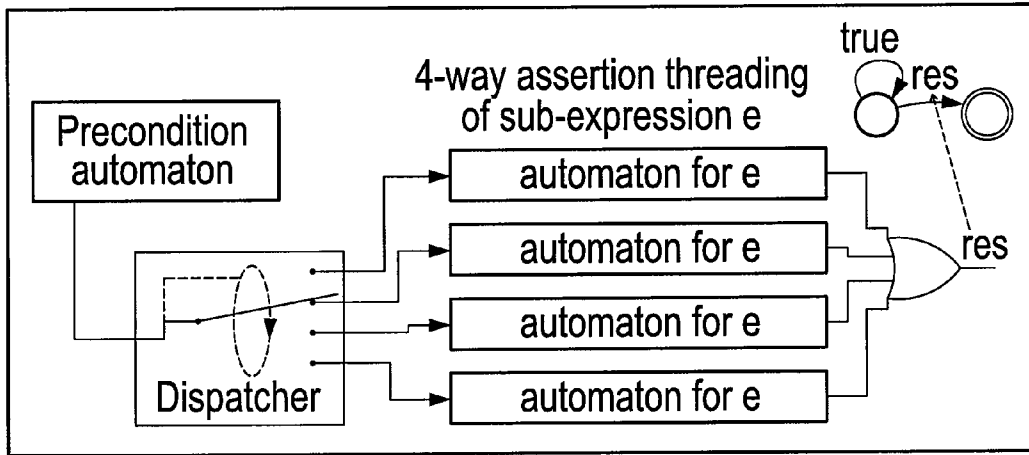 true
res
4-way assertion threading
of sub-expression e
Precondition
automaton
automaton for e
automaton for e
automaton for e
automaton for e
res
Dispatcher